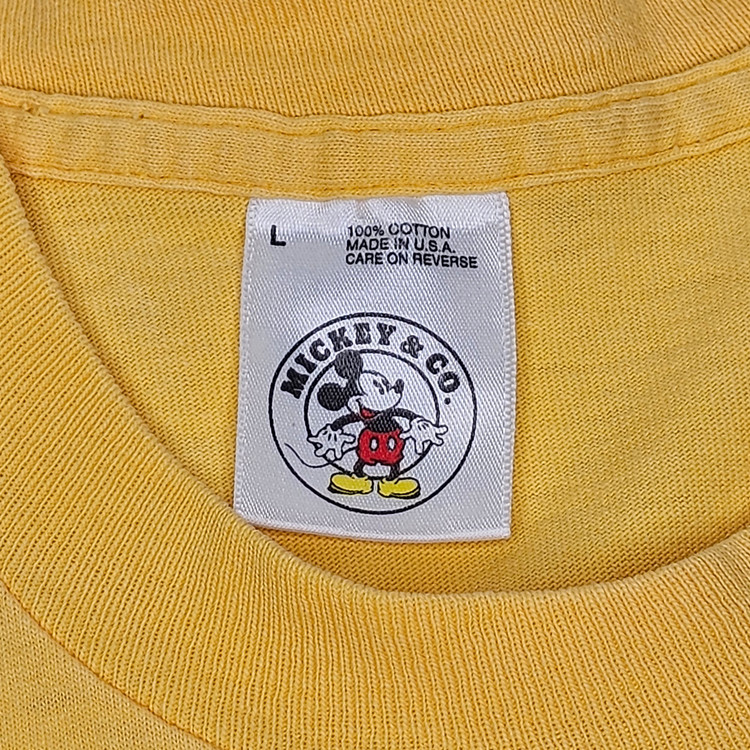 L
100% COTTON
MADE IN U.S.A.
CARE ON REVERSE
MICKEY & CO.